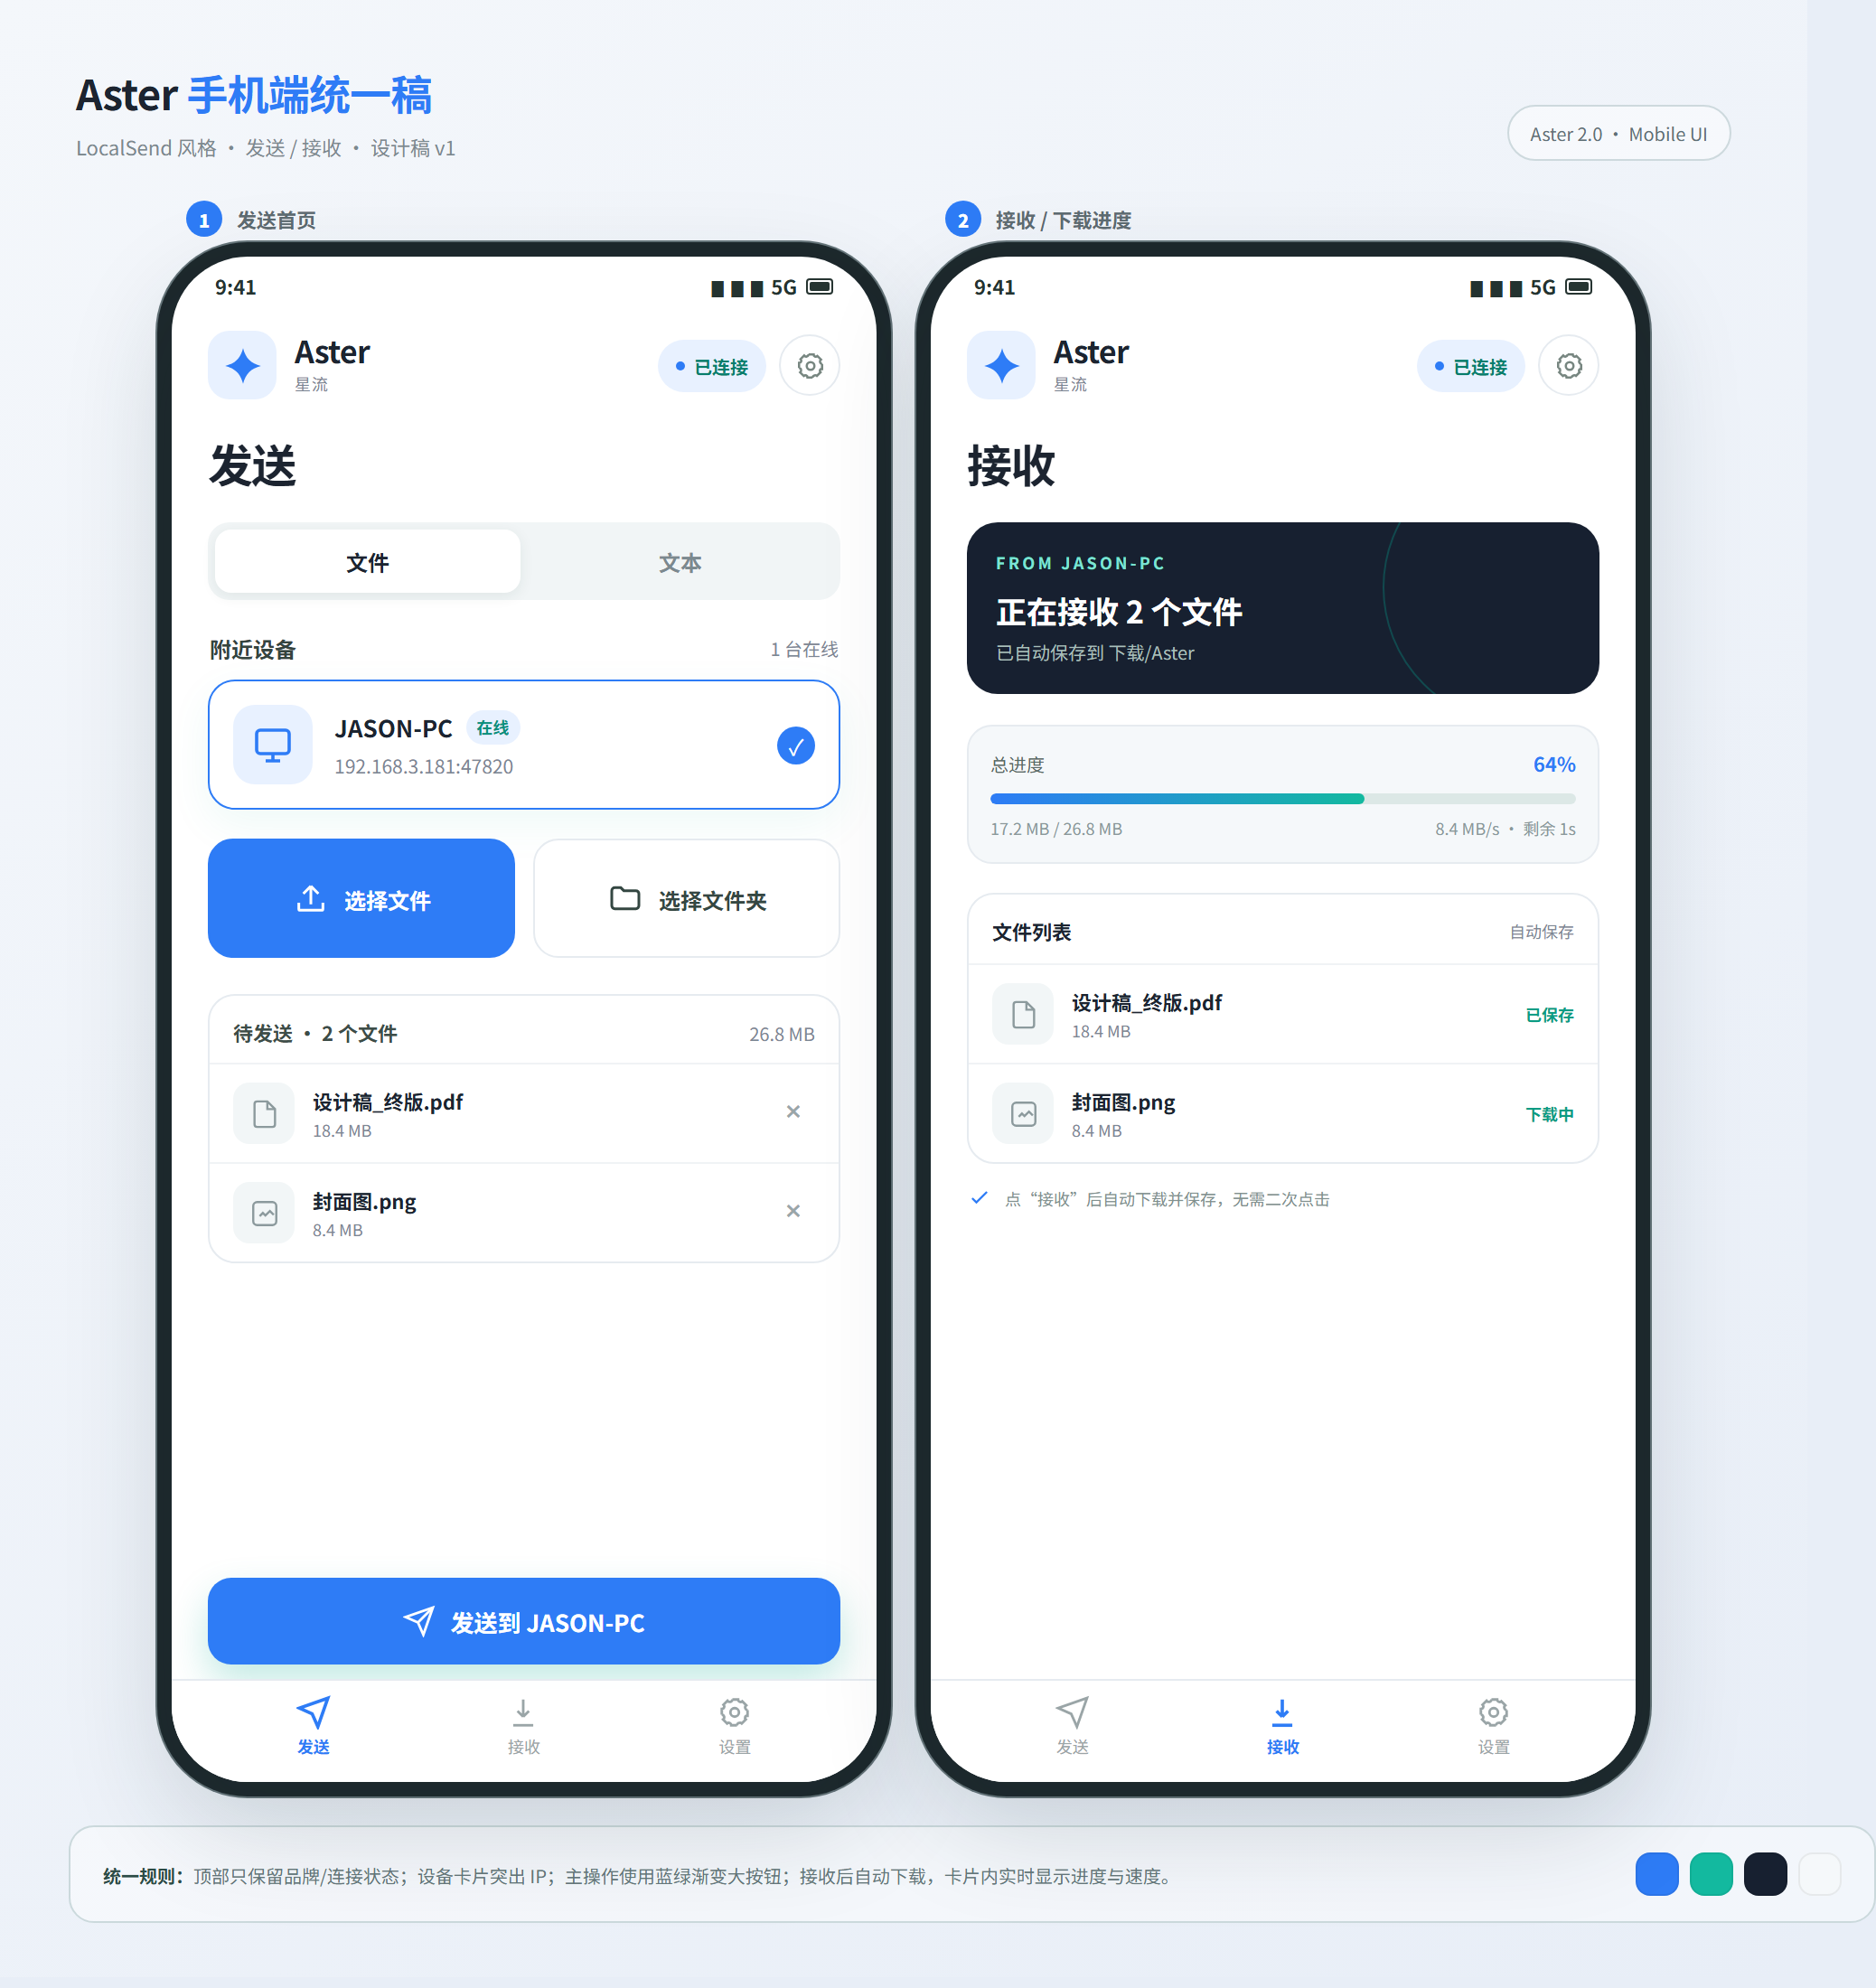 Aster 手机端统一稿
LocalSend 风格 • 发送 / 接收 • 设计稿 v1
Aster 2.0 • Mobile UI
1 发送首页
9:41
5G
Aster
星流
已连接
发送
文件
文本
附近设备
1 台在线
JASON-PC 在线
192.168.3.181:47820
选择文件
选择文件夹
待发送 • 2 个文件
26.8 MB
设计稿_终版.pdf
18.4 MB
封面图.png
8.4 MB
发送到 JASON-PC
发送
接收
设置
2 接收 / 下载进度
9:41
5G
Aster
星流
已连接
接收
FROM JASON-PC
正在接收 2 个文件
已自动保存到 下载/Aster
总进度
64%
17.2 MB / 26.8 MB
8.4 MB/s • 剩余 1s
文件列表
自动保存
设计稿_终版.pdf
18.4 MB
已保存
封面图.png
8.4 MB
下载中
点“接收”后自动下载并保存，无需二次点击
发送
接收
设置
统一规则：顶部只保留品牌/连接状态；设备卡片突出 IP；主操作使用蓝绿渐变大按钮；接收后自动下载，卡片内实时显示进度与速度。